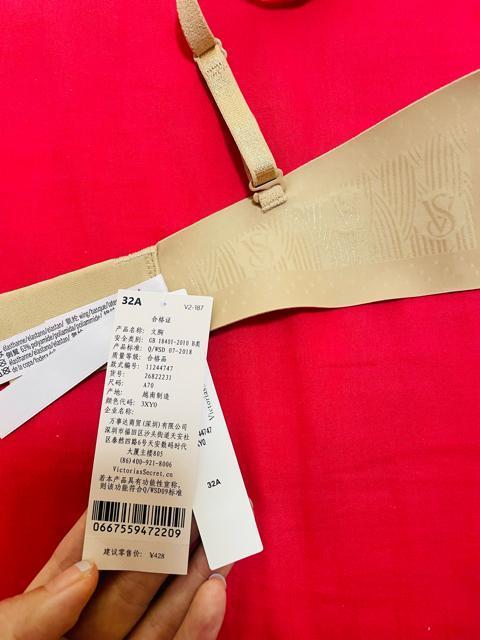 elasthanne/elastano/elastan/
32A
V2-187
合格证
产品名称: 文胸
安全类别: GB 18401-2010 B类
产品标准: Q/WSD 07-2018
质量等级: 合格品
款式编号: 11244747
货号: 26822231
尺码: A70
产地: 越南制造
颜色代码: 3XY0
企业名称:
万事达商贸(深圳)有限公司
深圳市福田区沙头街道天安社
区泰然四路6号天安数码时代
大厦主楼805
(86)400-921-8006
VictoriasSecret.cn
若本产品具有功能性宣称,
则该功能符合Q/WSD09标准
0667559472209
建议零售价: ¥428
Victoria
44747
XY0
32A
VS